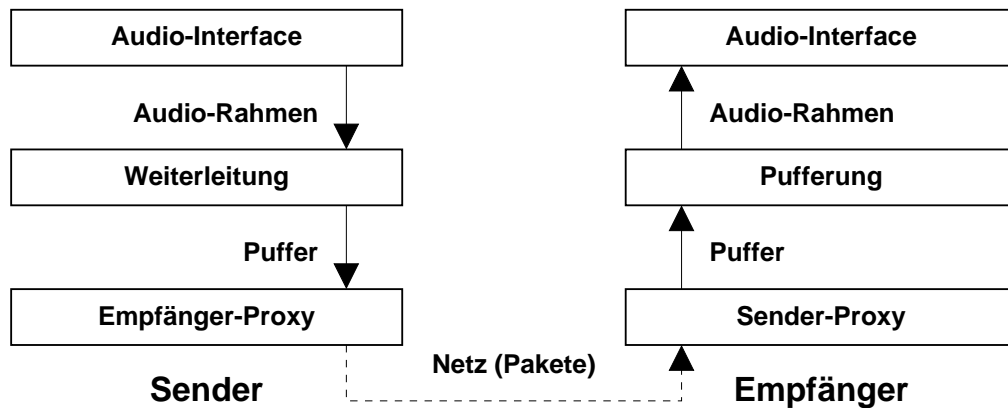 Audio-Interface
Audio-Rahmen
Weiterleitung
Puffer
Empfänger-Proxy
Sender
Netz (Pakete)
Audio-Interface
Audio-Rahmen
Pufferung
Puffer
Sender-Proxy
Empfänger